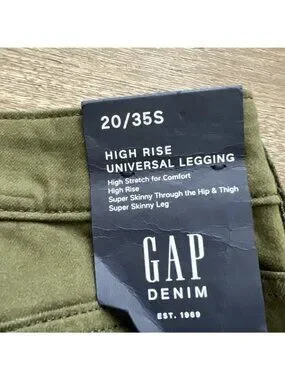 20/35S
HIGH RISE
UNIVERSAL LEGGING
High Stretch for Comfort
High Rise
Super Skinny Through the Hip & Thigh
Super Skinny Leg
GAP
DENIM
EST. 1969